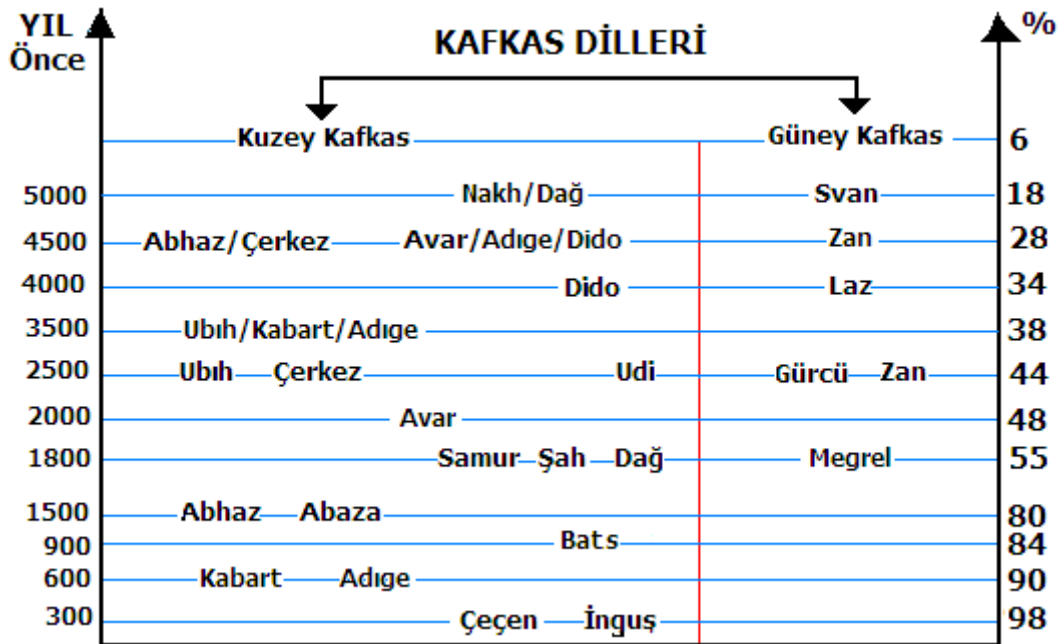 YIL
Önce
KAFKAS DİLLERİ
%
Kuzey Kafkas Güney Kafkas 6
5000 Nakh/Dağ Svan 18
4500 Abhaz/Çerkez Avar/Adıge/Dido Zan 28
4000 Dido Laz 34
3500 Ubıh/Kabart/Adıge 38
2500 Ubıh Çerkez Udi Gürcü Zan 44
2000 Avar 48
1800 Samur Şah Dağ Megrel 55
1500 Abhaz Abaza 80
900 Bats 84
600 Kabart Adıge 90
300 Çeçen İnguş 98